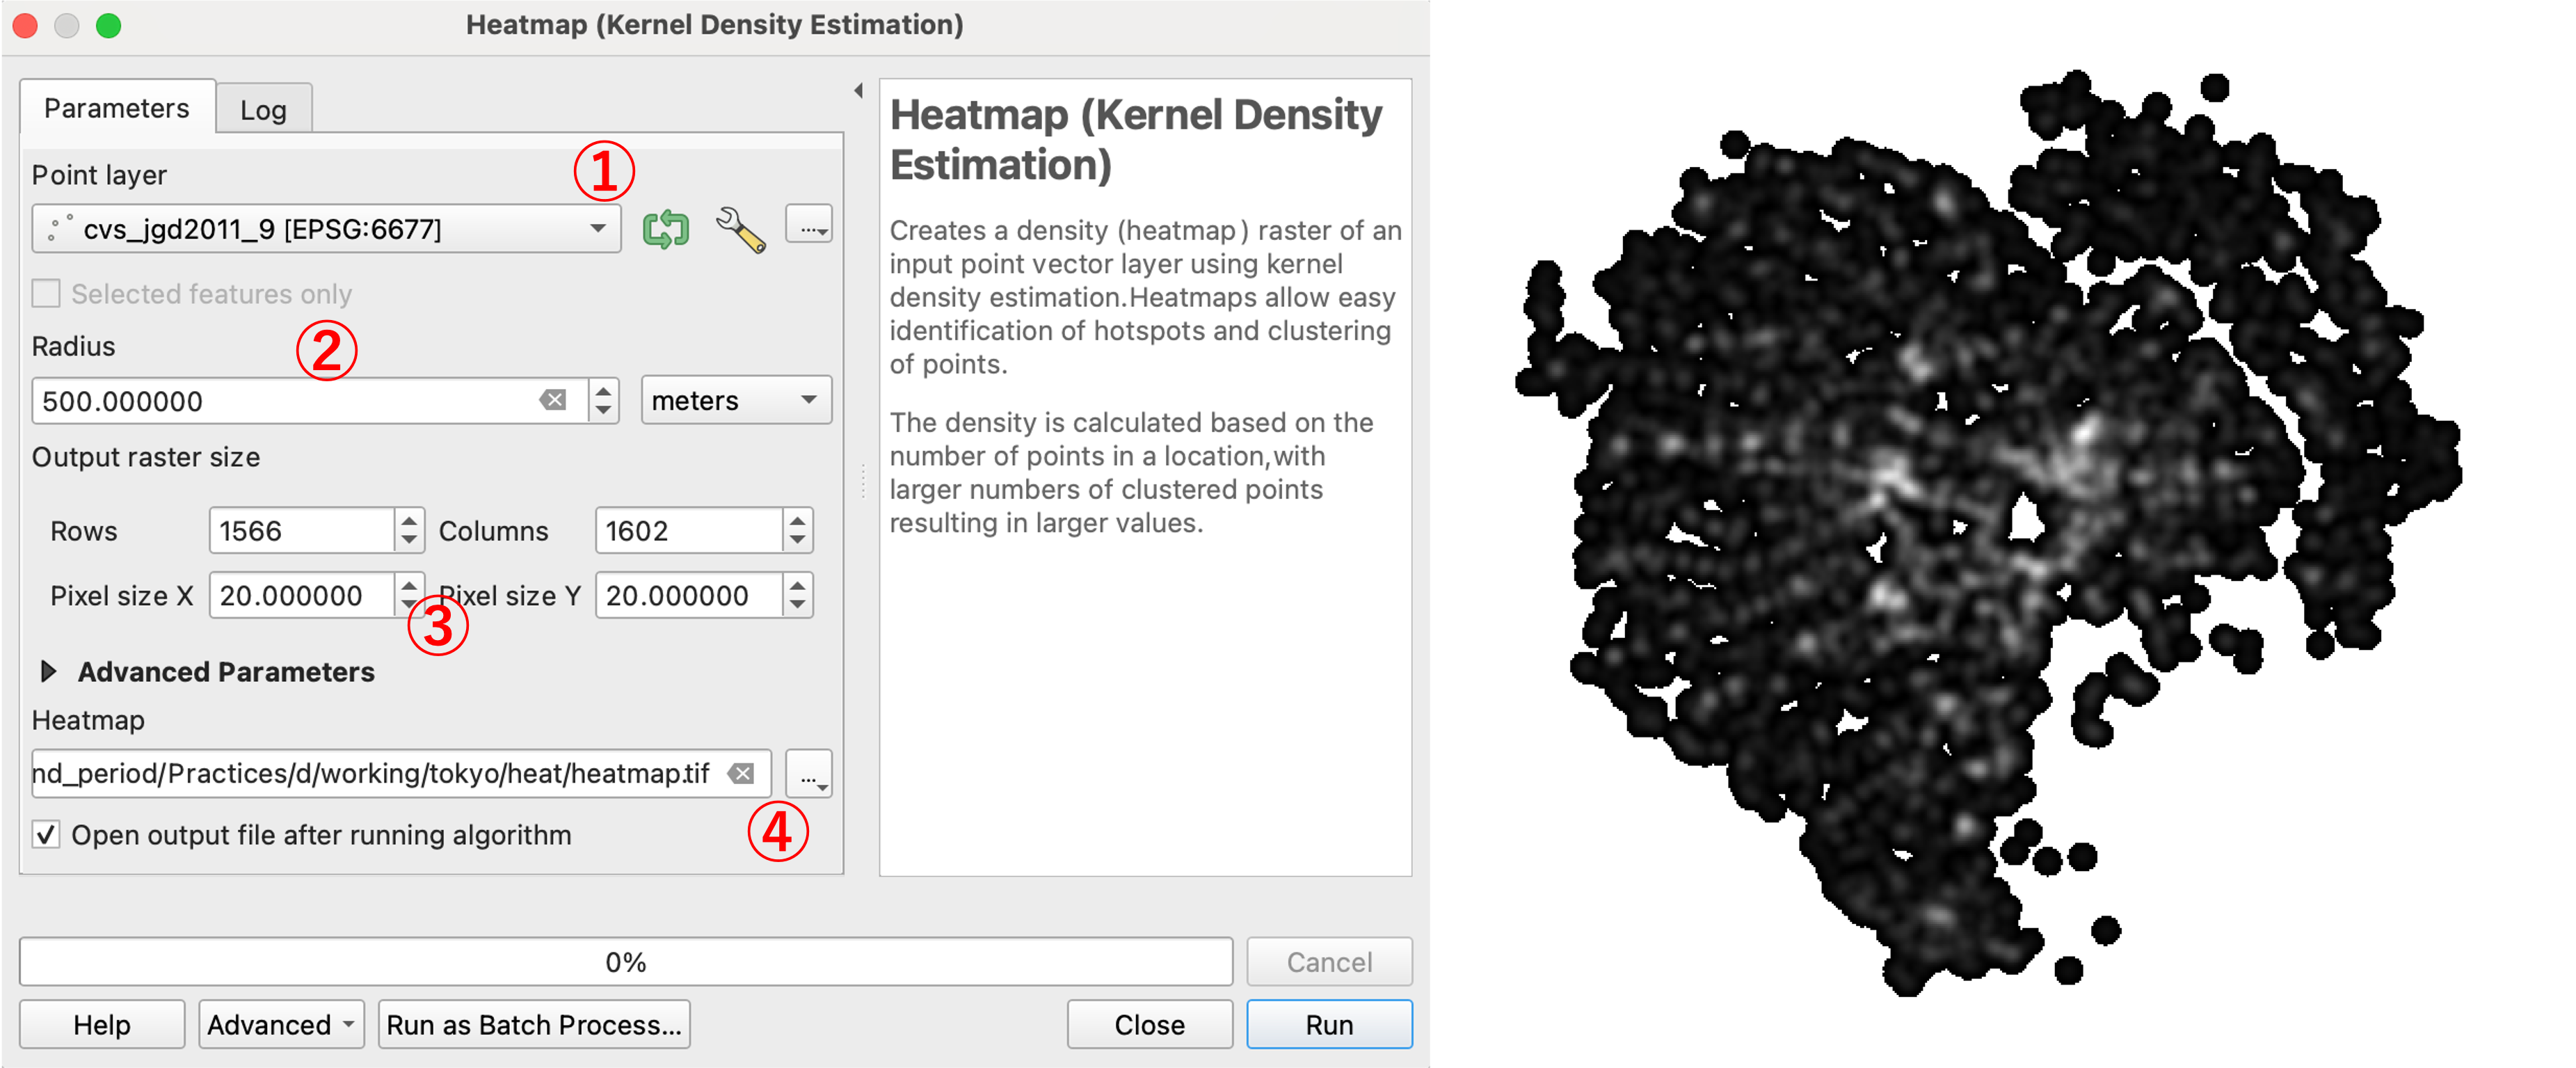 Heatmap (Kernel Density Estimation)
Parameters
Log
Point layer
①
cvs_jgd2011_9 [EPSG:6677]
...
Selected features only
Radius
②
500.000000
meters
Output raster size
Rows
1566
Columns
1602
Pixel size X
20.000000
Pixel size Y
20.000000
③
Advanced Parameters
Heatmap
nd_period/Practices/d/working/tokyo/heat/heatmap.tif
...
④
Open output file after running algorithm
Heatmap (Kernel Density
Estimation)
Creates a density (heatmap) raster of an
input point vector layer using kernel
density estimation.Heatmaps allow easy
identification of hotspots and clustering
of points.
The density is calculated based on the
number of points in a location,with
larger numbers of clustered points
resulting in larger values.
0%
Cancel
Help
Advanced
Run as Batch Process...
Close
Run